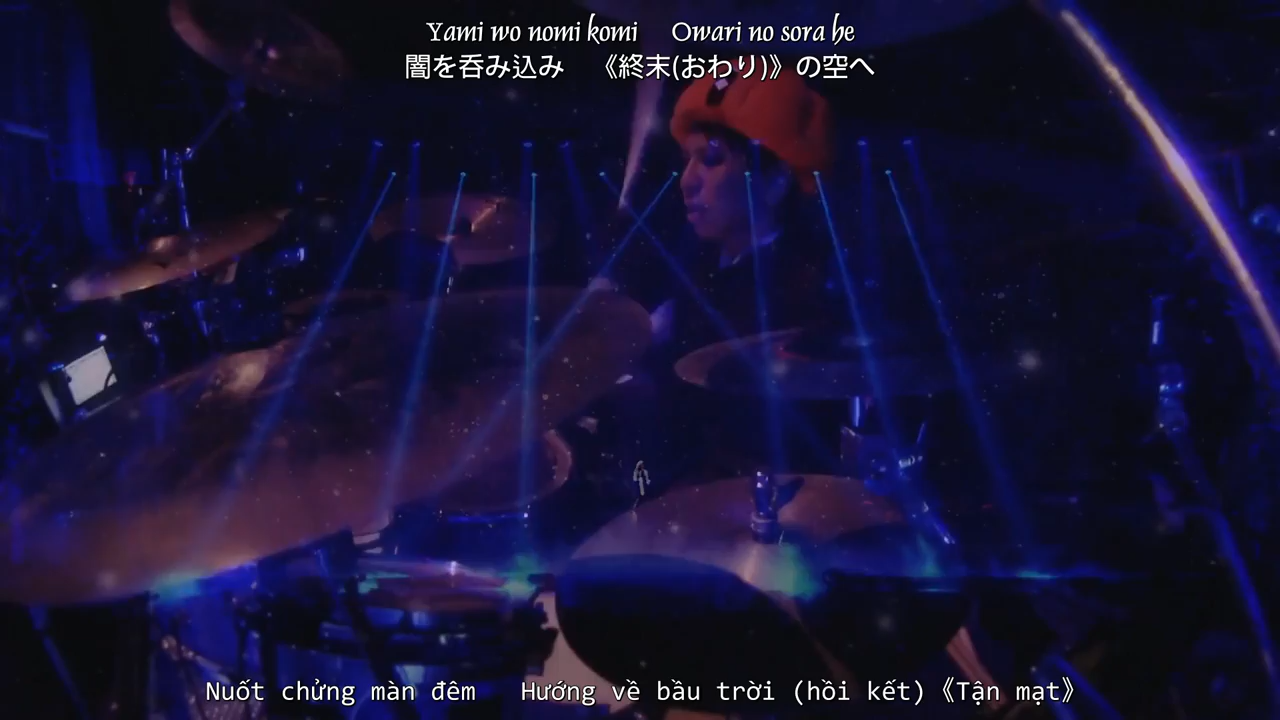 Yami wo nomi komi Owari no sora he
闇を呑み込み 《終末(おわり)》の空へ
Nuốt chửng màn đêm Hướng về bầu trời (hồi kết)《Tận mạt》